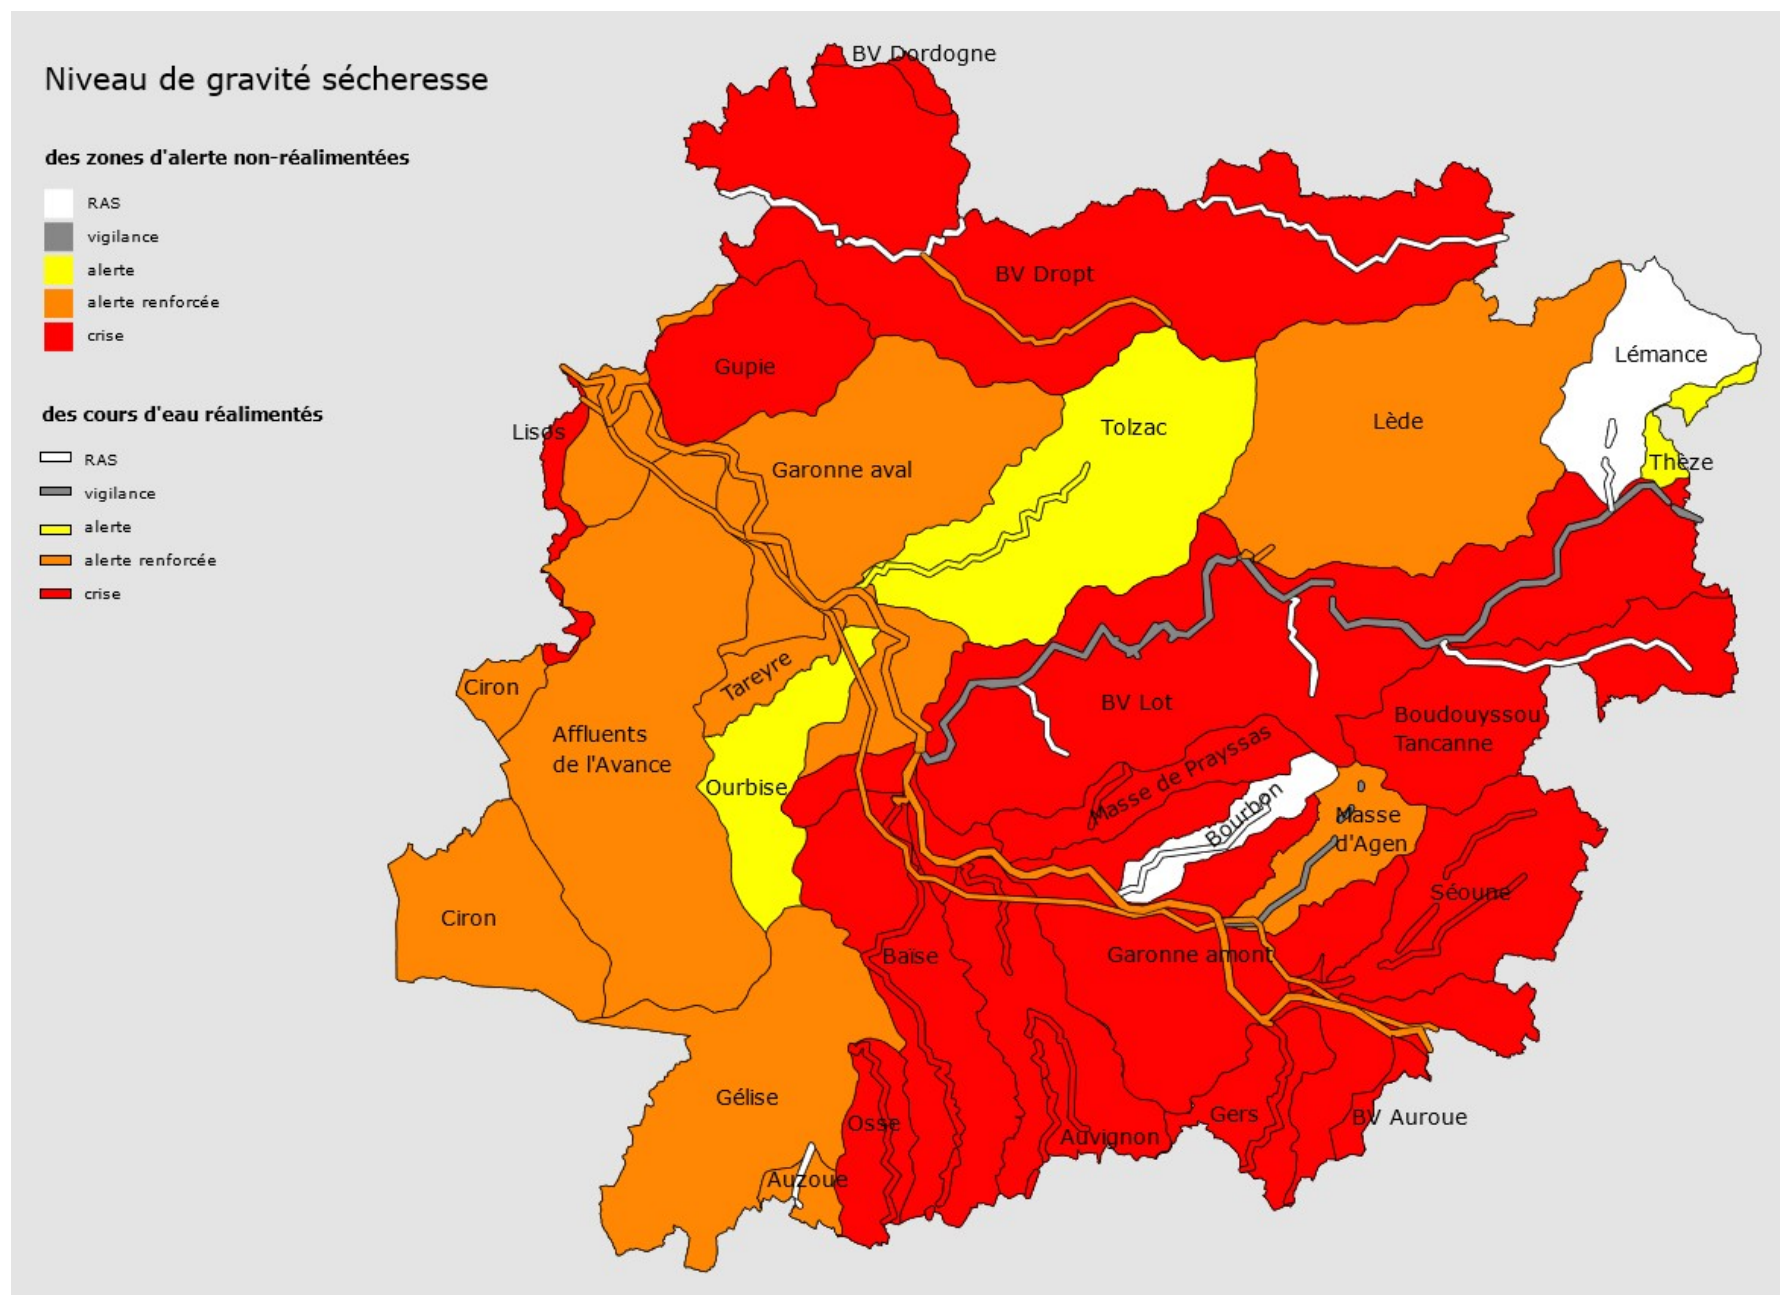 Niveau de gravité sécheresse
des zones d'alerte non-réalimentées
RAS
vigilance
alerte
alerte renforcée
crise
des cours d'eau réalimentés
RAS
vigilance
alerte
alerte renforcée
crise
BV Dordogne
BV Dropt
Gupie
Lémance
Lisos
Tolzac
Lède
Garonne aval
Thèze
Ciron
Tareyre
BV Lot
Boudouyssou
Tancanne
Affluents
de l'Avance
Ourbise
Masse de Prayssas
Bourbon
Masse
d'Agen
Séoune
Ciron
Baïse
Garonne amont
Gélise
Osse
Auvignon
Gers
BV Auroue
Auzoue